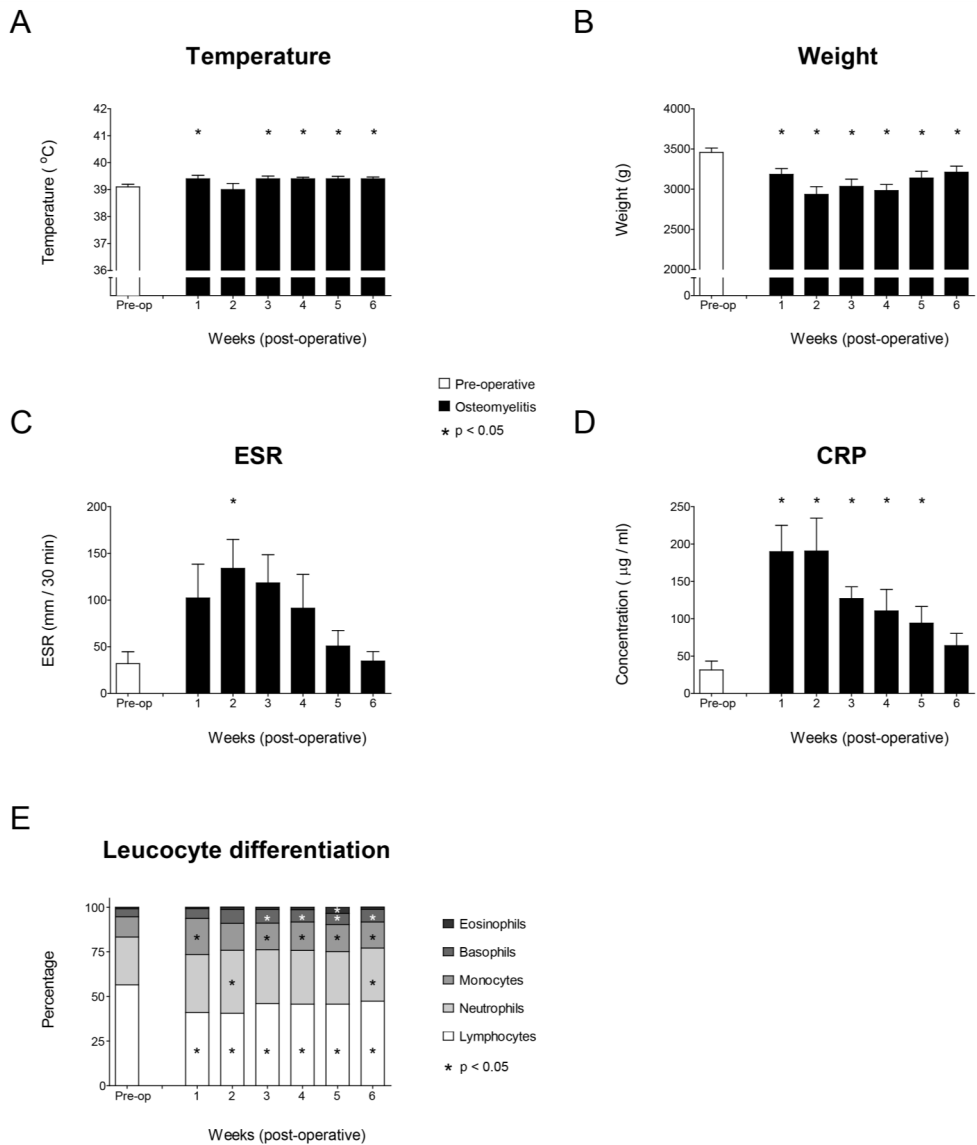 A
Temperature
Temperature ( °C)
42
41
40
39
38
37
36
* * * * *
Pre-op 1 2 3 4 5 6
Weeks (post-operative)
B
Weight
Weight (g)
4000
3500
3000
2500
2000
0
* * * * * *
Pre-op 1 2 3 4 5 6
Weeks (post-operative)
Pre-operative
Osteomyelitis
* p < 0.05
C
ESR
ESR (mm / 30 min)
200
150
100
50
0
*
Pre-op 1 2 3 4 5 6
Weeks (post-operative)
D
CRP
Concentration ( μg / ml)
250
200
150
100
50
0
* * * * *
Pre-op 1 2 3 4 5 6
Weeks (post-operative)
E
Leucocyte differentiation
Percentage
100
75
50
25
0
*
* * * *
* * * * *
* *
* * * * * *
Pre-op 1 2 3 4 5 6
Weeks (post-operative)
Eosinophils
Basophils
Monocytes
Neutrophils
Lymphocytes
* p < 0.05